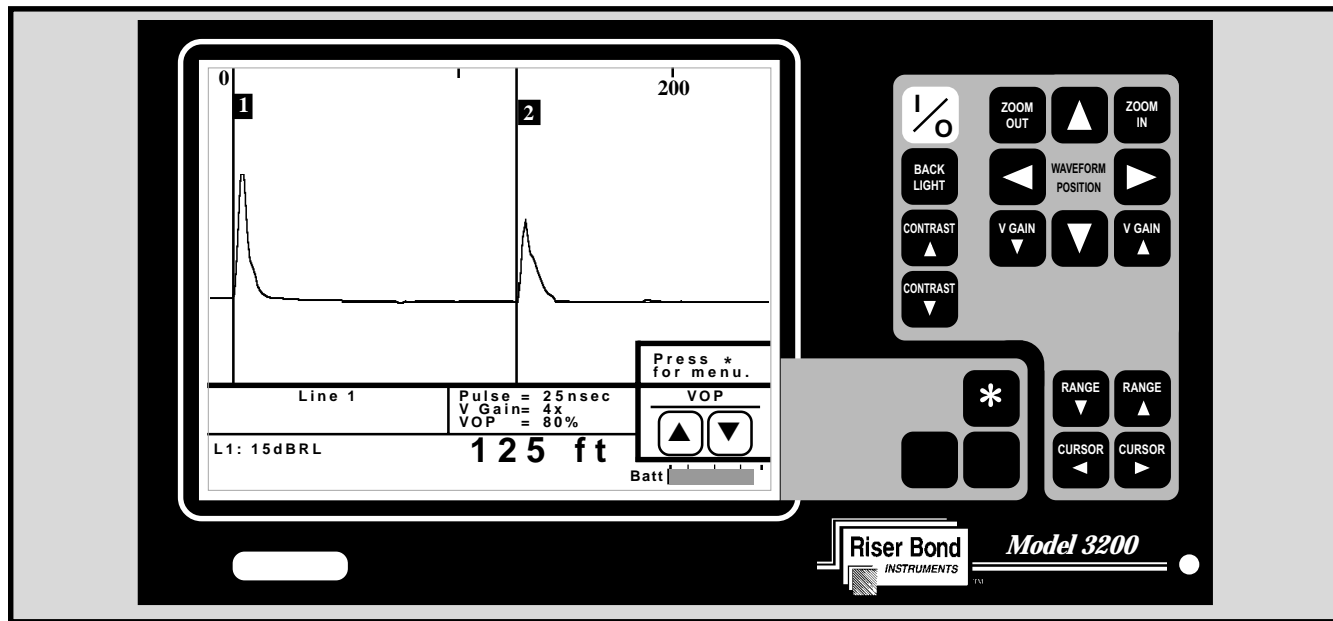 0
200
1
2
Press *
for menu.
Line 1
Pulse = 25nsec
V Gain= 4x
VOP = 80%
VOP
L1: 15dBRL
125 ft
Batt
I/O
ZOOM
OUT
ZOOM
IN
BACK
LIGHT
WAVEFORM
POSITION
CONTRAST
V GAIN
V GAIN
CONTRAST
*
RANGE
RANGE
CURSOR
CURSOR
Riser Bond
INSTRUMENTS
TM
Model 3200